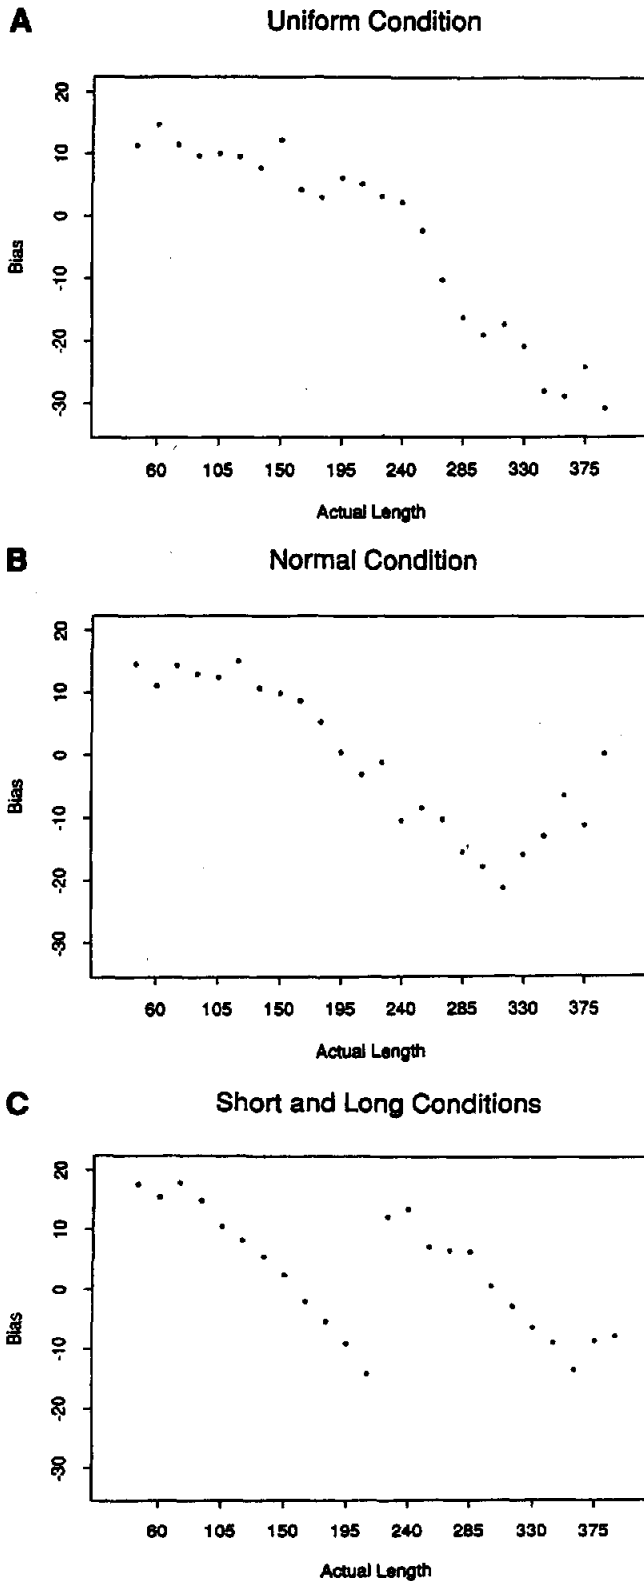 A
Uniform Condition
20
10
0
-10
-20
-30
Bias
60 105 150 195 240 285 330 375
Actual Length
B
Normal Condition
20
10
0
-10
-20
-30
Bias
60 105 150 195 240 285 330 375
Actual Length
C
Short and Long Conditions
20
10
0
-10
-20
-30
Bias
60 105 150 195 240 285 330 375
Actual Length